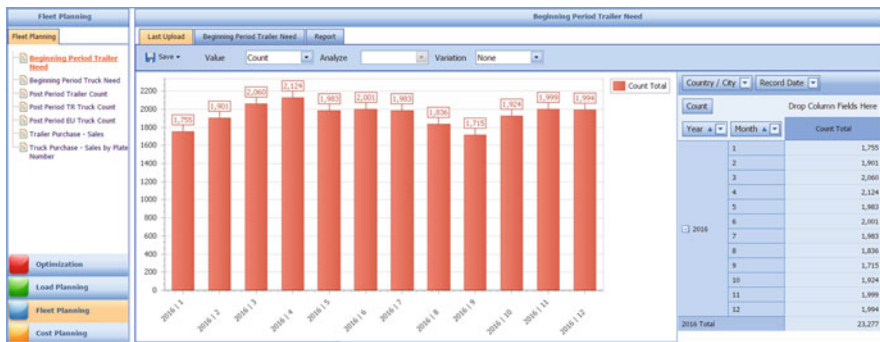 Fleet Planning
Fleet Planning
Beginning Period Trailer
Need
Beginning Period Truck Need
Post Period Trailer Count
Post Period TR Truck Count
Post Period EU Truck Count
Trailer Purchase - Sales
Truck Purchase - Sales by Plate
Number
Optimization
Load Planning
Fleet Planning
Cost Planning
Beginning Period Trailer Need
Last Upload Beginning Period Trailer Need Report
Save Value Count Analyze Variation None
2200
2000
1800
1600
1400
1200
1000
800
600
400
200
0
1,755 1,901 2,060 2,124 1,983 2,001 1,983 1,836 1,715 1,924 1,999 1,994
2016 | 1 2016 | 2 2016 | 3 2016 | 4 2016 | 5 2016 | 6 2016 | 7 2016 | 8 2016 | 9 2016 | 10 2016 | 11 2016 | 12
Count Total
Country / City Record Date
Count Drop Column Fields Here
Year Month Count Total
2016
1 1,755
2 1,901
3 2,060
4 2,124
5 1,983
6 2,001
7 1,983
8 1,836
9 1,715
10 1,924
11 1,999
12 1,994
2016 Total 23,277